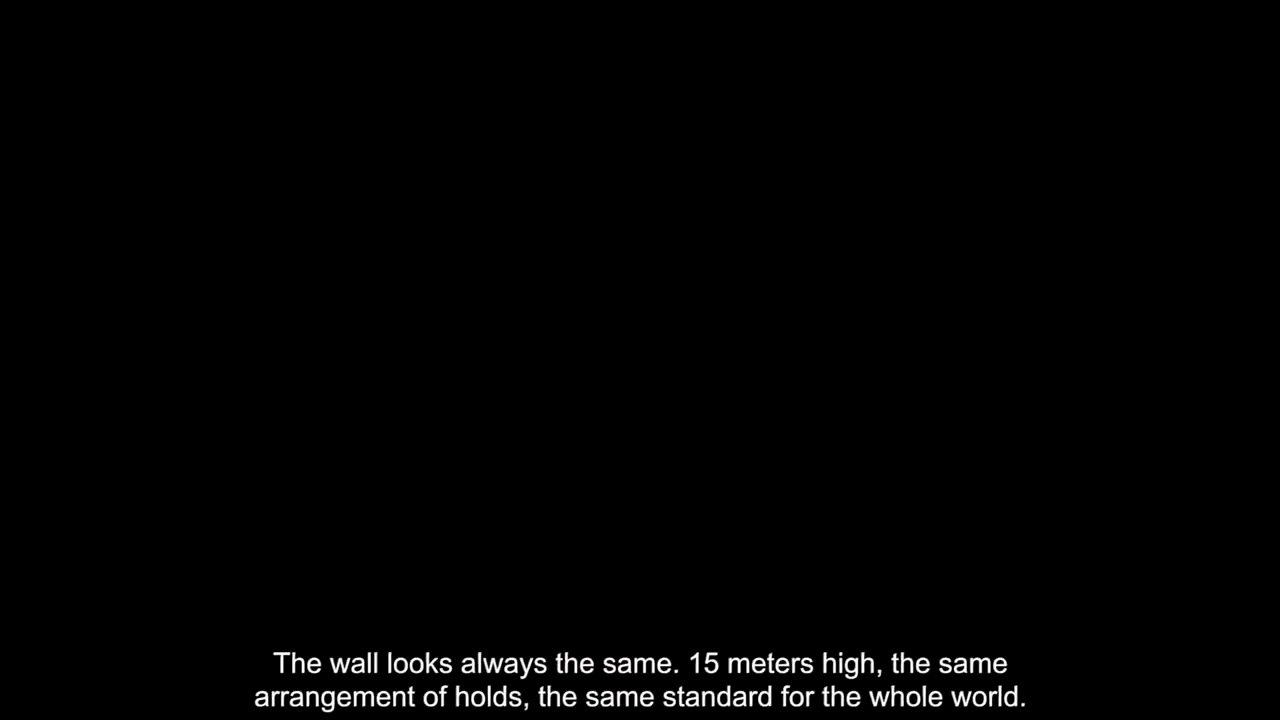 The wall looks always the same. 15 meters high, the same
arrangement of holds, the same standard for the whole world.